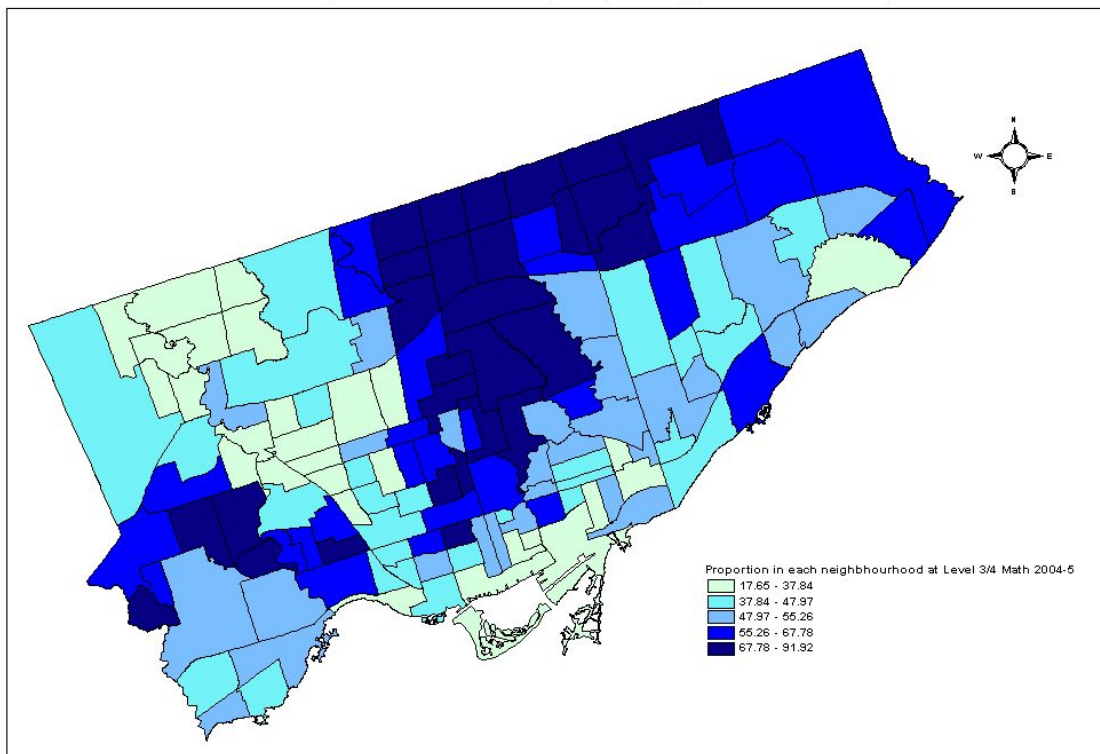 N
W E
S
Proportion in each neighbhourhood at Level 3/4 Math 2004-5
17.65 - 37.84
37.84 - 47.97
47.97 - 55.26
55.26 - 67.78
67.78 - 91.92